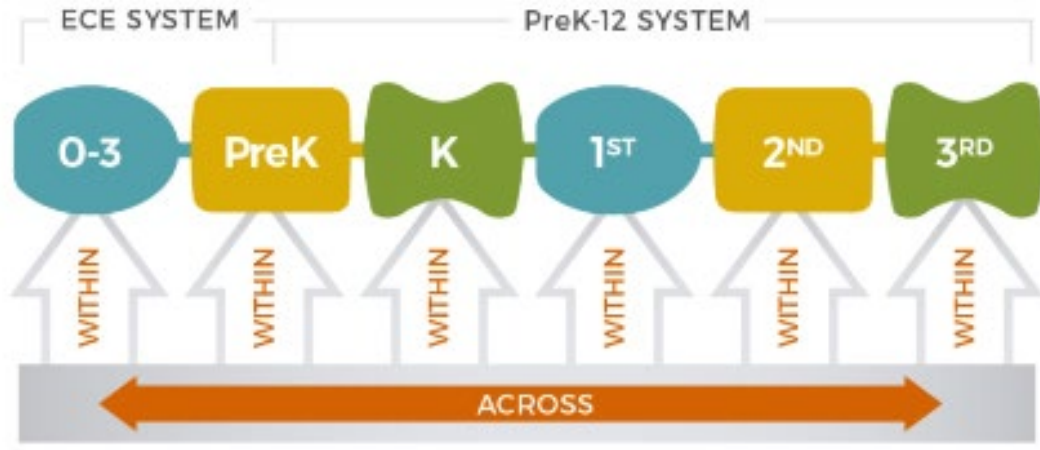 ECE SYSTEM
PreK-12 SYSTEM
0-3
PreK
K
1ST
2ND
3RD
WITHIN
WITHIN
WITHIN
WITHIN
WITHIN
WITHIN
ACROSS